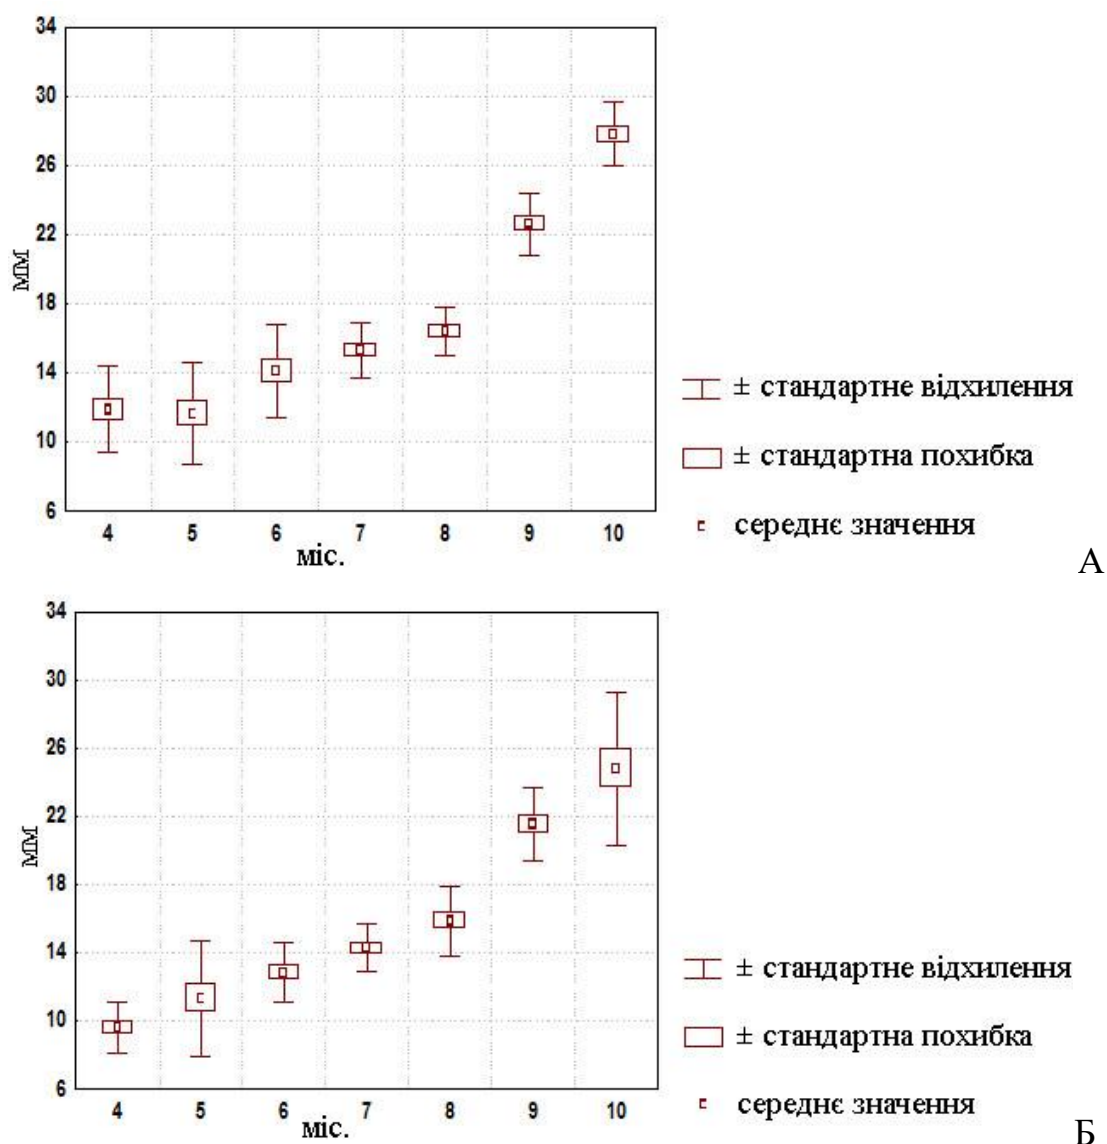 34
30
26
22
18
14
10
6
мм
4 5 6 7 8 9 10
міс.
± стандартне відхилення
± стандартна похибка
середнє значення
А
34
30
26
22
18
14
10
6
мм
4 5 6 7 8 9 10
міс.
± стандартне відхилення
± стандартна похибка
середнє значення
Б